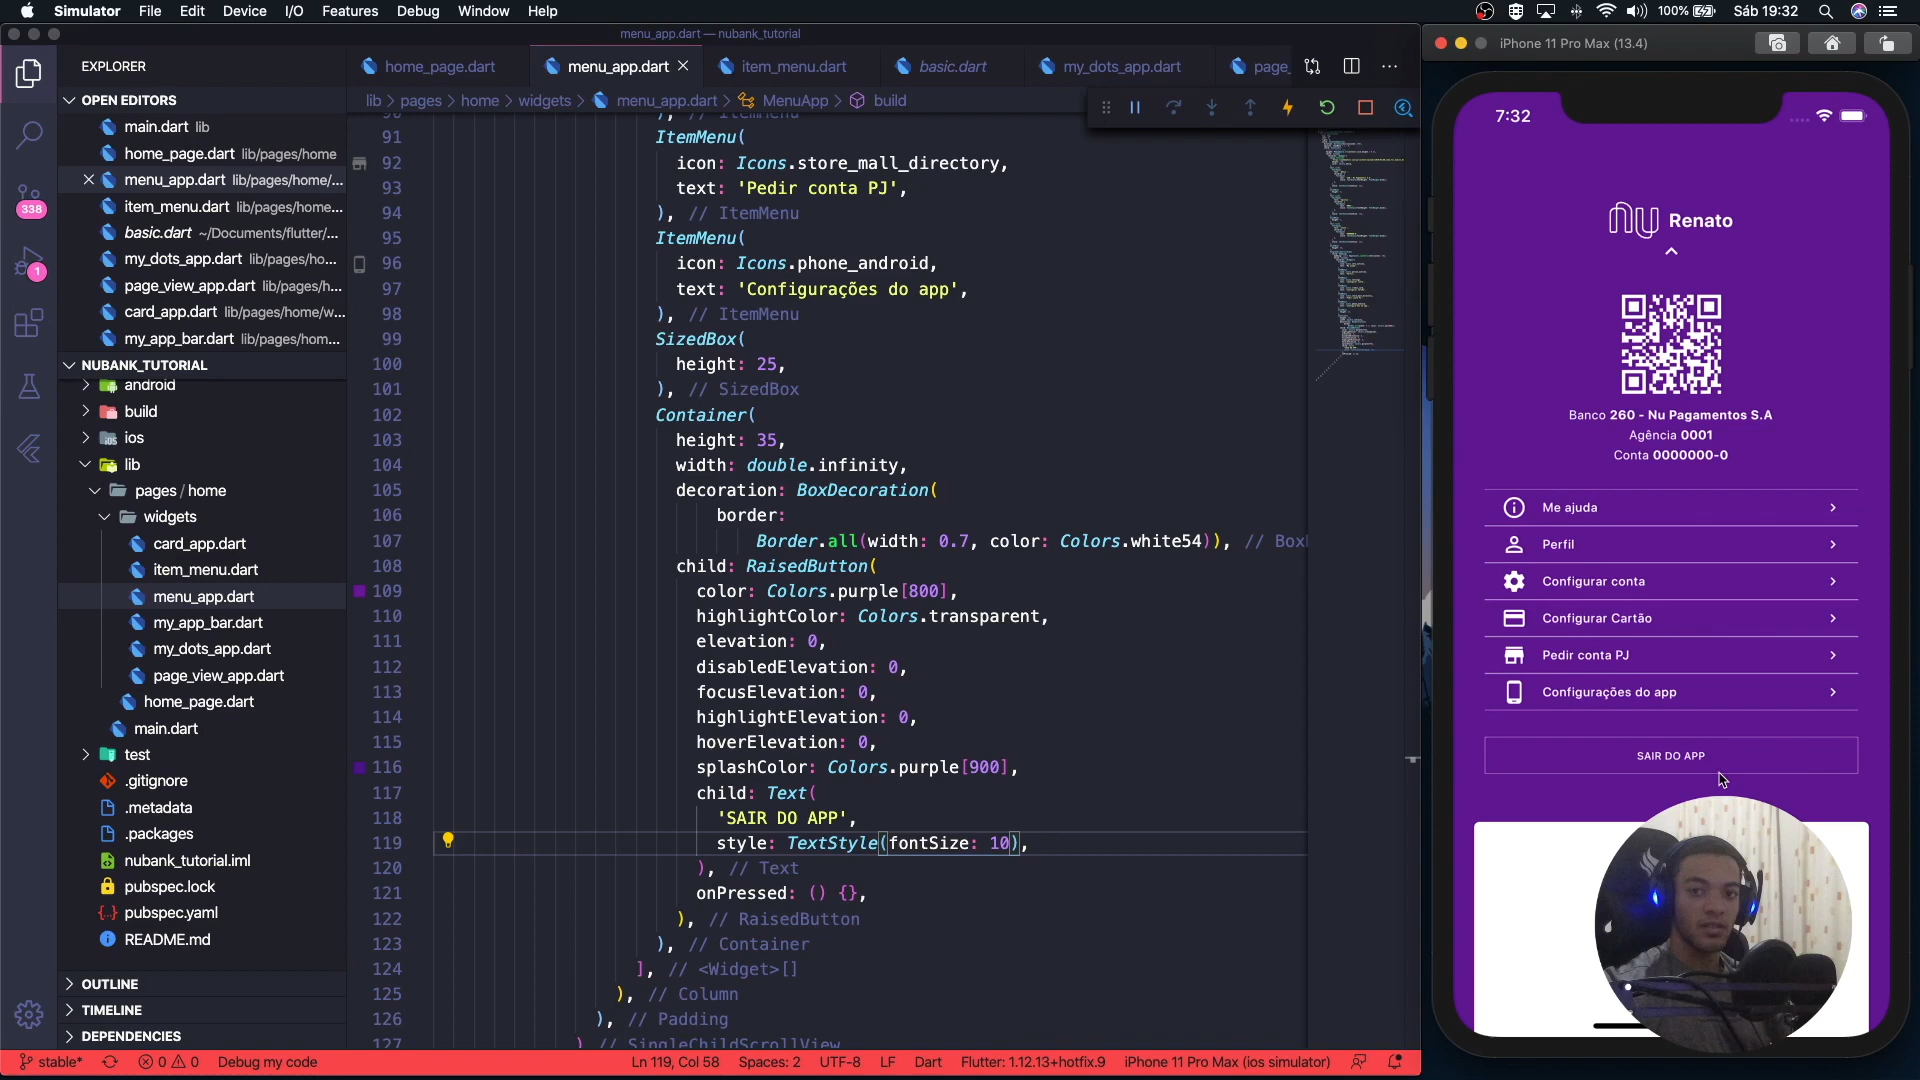 Simulator File Edit Device I/O Features Debug Window Help
100% Sáb 19:32
menu_app.dart — nubank_tutorial
iPhone 11 Pro Max (13.4)
EXPLORER
home_page.dart
menu_app.dart
item_menu.dart
basic.dart
my_dots_app.dart
page_
lib > pages > home > widgets > menu_app.dart > MenuApp > build
OPEN EDITORS
main.dart lib
home_page.dart lib/pages/home
menu_app.dart lib/pages/home/...
item_menu.dart lib/pages/home...
basic.dart ~/Documents/flutter/...
my_dots_app.dart lib/pages/ho...
page_view_app.dart lib/pages/h...
card_app.dart lib/pages/home/w...
my_app_bar.dart lib/pages/hom...
NUBANK_TUTORIAL
android
build
ios
lib
pages / home
widgets
card_app.dart
item_menu.dart
menu_app.dart
my_app_bar.dart
my_dots_app.dart
page_view_app.dart
home_page.dart
main.dart
test
.gitignore
.metadata
.packages
nubank_tutorial.iml
pubspec.lock
pubspec.yaml
README.md
OUTLINE
TIMELINE
DEPENDENCIES
338
1
90 ), // ItemMenu
91 ItemMenu(
92 icon: Icons.store_mall_directory,
93 text: 'Pedir conta PJ',
94 ), // ItemMenu
95 ItemMenu(
96 icon: Icons.phone_android,
97 text: 'Configurações do app',
98 ), // ItemMenu
99 SizedBox(
100 height: 25,
101 ), // SizedBox
102 Container(
103 height: 35,
104 width: double.infinity,
105 decoration: BoxDecoration(
106 border:
107 Border.all(width: 0.7, color: Colors.white54)), // Box
108 child: RaisedButton(
109 color: Colors.purple[800],
110 highlightColor: Colors.transparent,
111 elevation: 0,
112 disabledElevation: 0,
113 focusElevation: 0,
114 highlightElevation: 0,
115 hoverElevation: 0,
116 splashColor: Colors.purple[900],
117 child: Text(
118 'SAIR DO APP',
119 style: TextStyle(fontSize: 10),
120 ), // Text
121 onPressed: () {},
122 ), // RaisedButton
123 ), // Container
124 ], // <Widget>[]
125 ), // Column
126 ), // Padding
127 ) // SingleChildScrollView
7:32
nu Renato
Banco 260 - Nu Pagamentos S.A
Agência 0001
Conta 0000000-0
Me ajuda
Perfil
Configurar conta
Configurar Cartão
Pedir conta PJ
Configurações do app
SAIR DO APP
stable* 0 0 Debug my code
Ln 119, Col 58 Spaces: 2 UTF-8 LF Dart Flutter: 1.12.13+hotfix.9 iPhone 11 Pro Max (ios simulator)